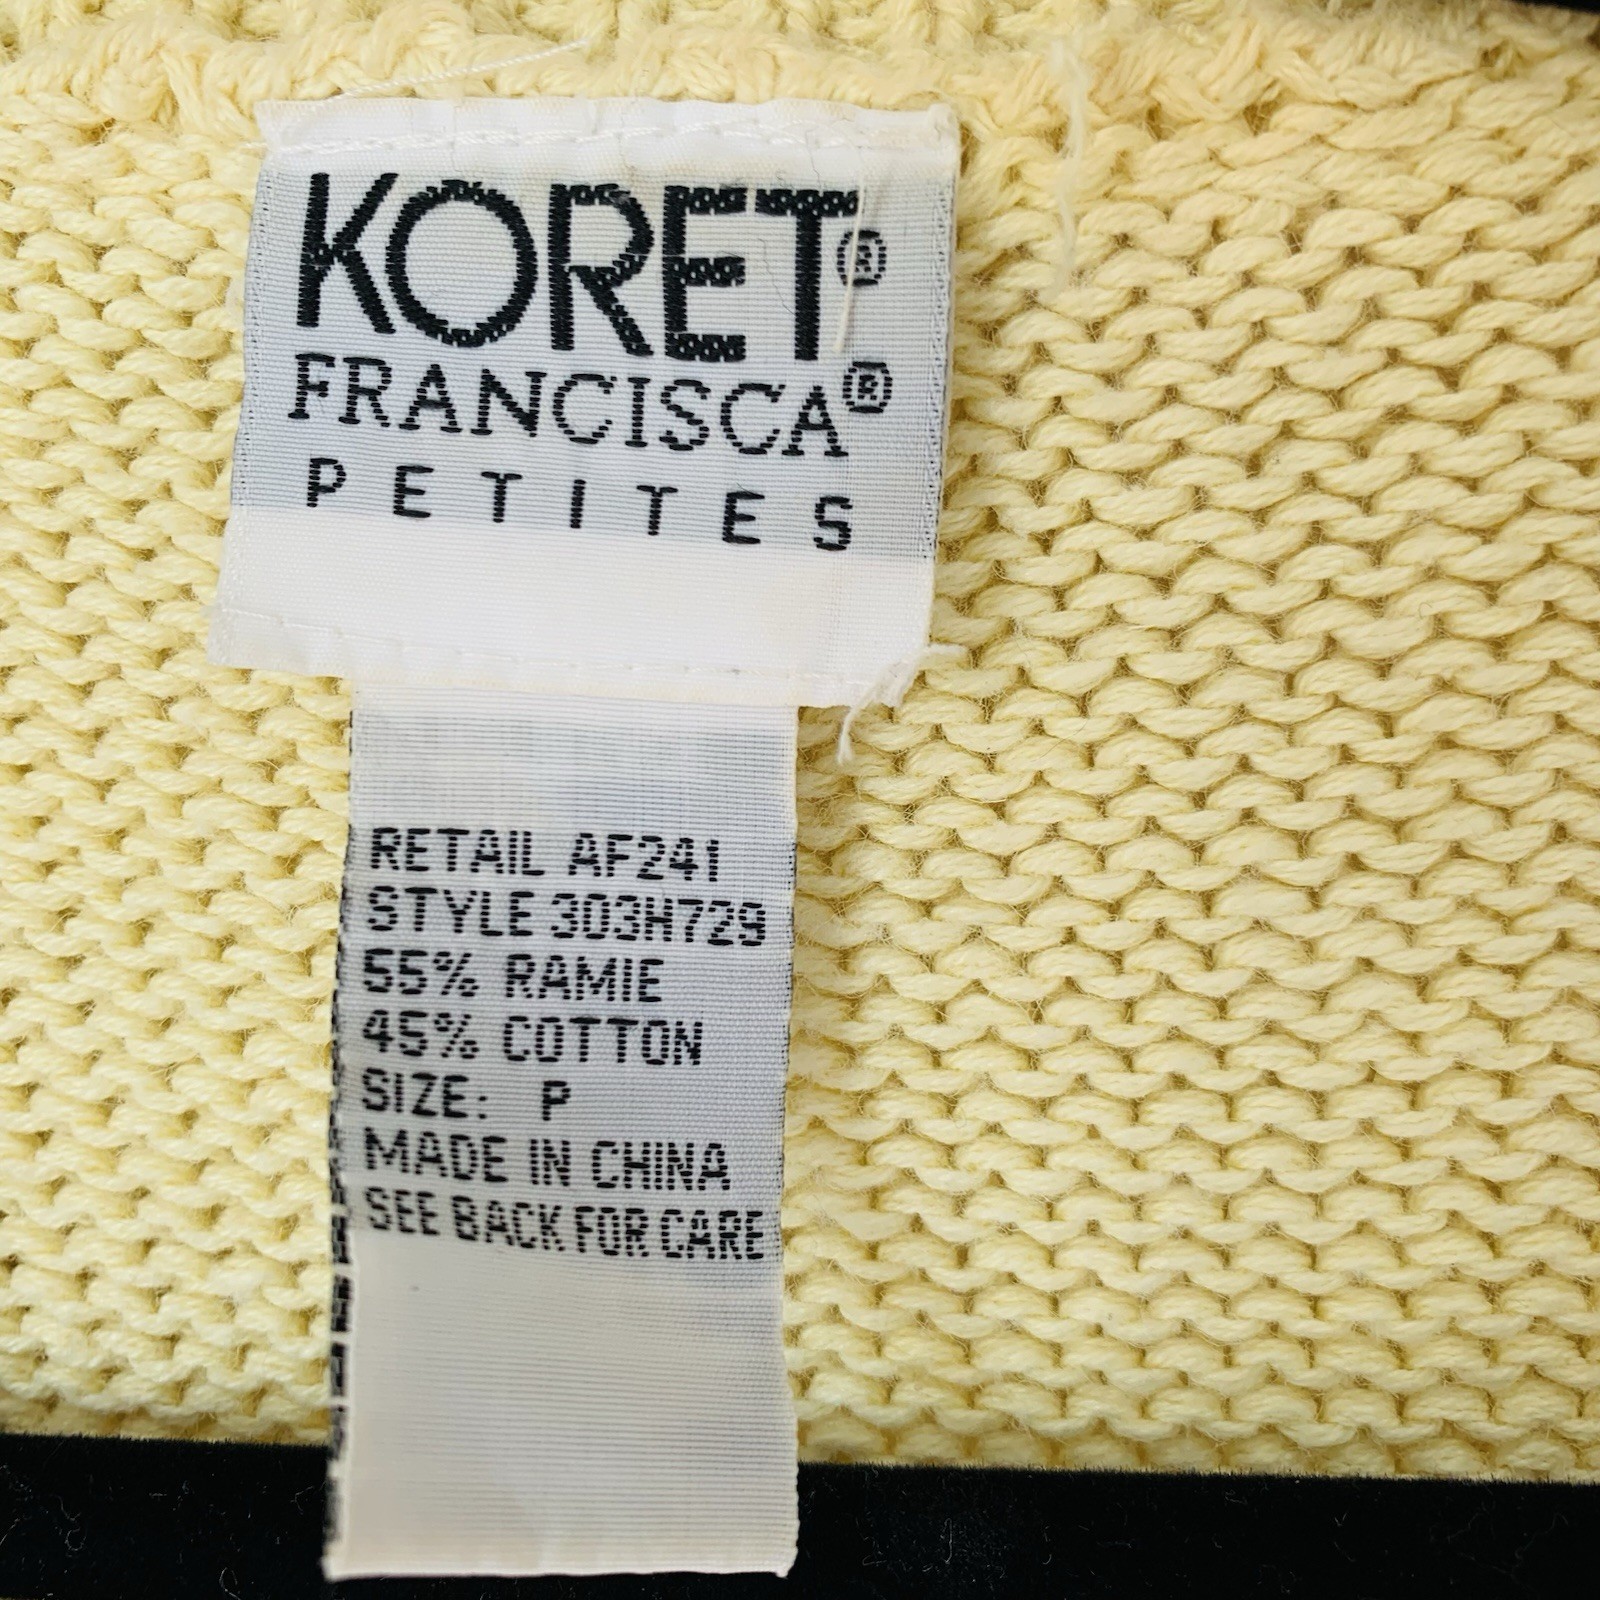 KORET®
FRANCISCA®
PETITES
RETAIL AF241
STYLE 303H729
55% RAMIE
45% COTTON
SIZE: P
MADE IN CHINA
SEE BACK FOR CARE